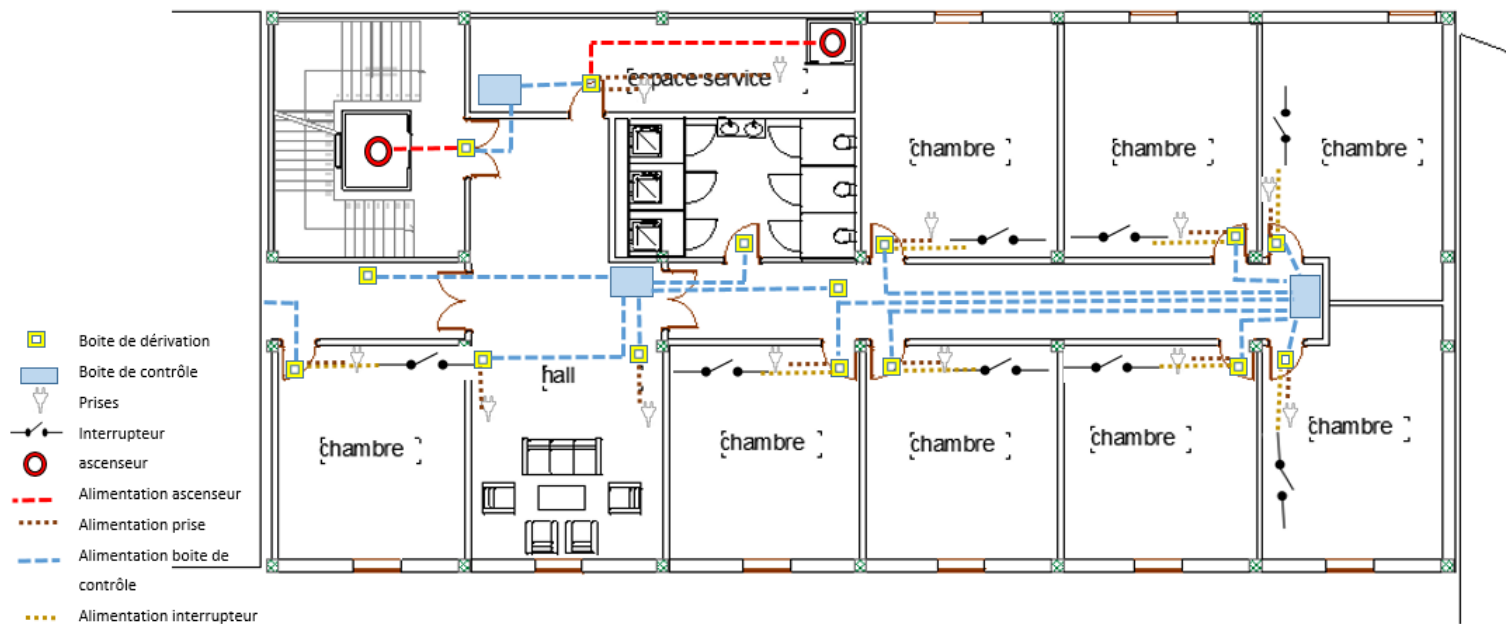 espace service
chambre
chambre
chambre
Boite de dérivation
Boite de contrôle
Prises
Interrupteur
ascenseur
Alimentation ascenseur
Alimentation prise
Alimentation boite de
contrôle
Alimentation interrupteur
hall
chambre
chambre
chambre
chambre
chambre